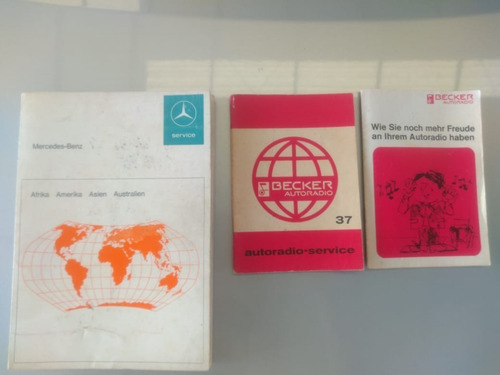 service
Mercedes-Benz
Afrika Amerika Asien Australien
BECKER
AUTORADIO
37
autoradio-service
BECKER
AUTORADIO
Wie Sie noch mehr Freude
an Ihrem Autoradio haben